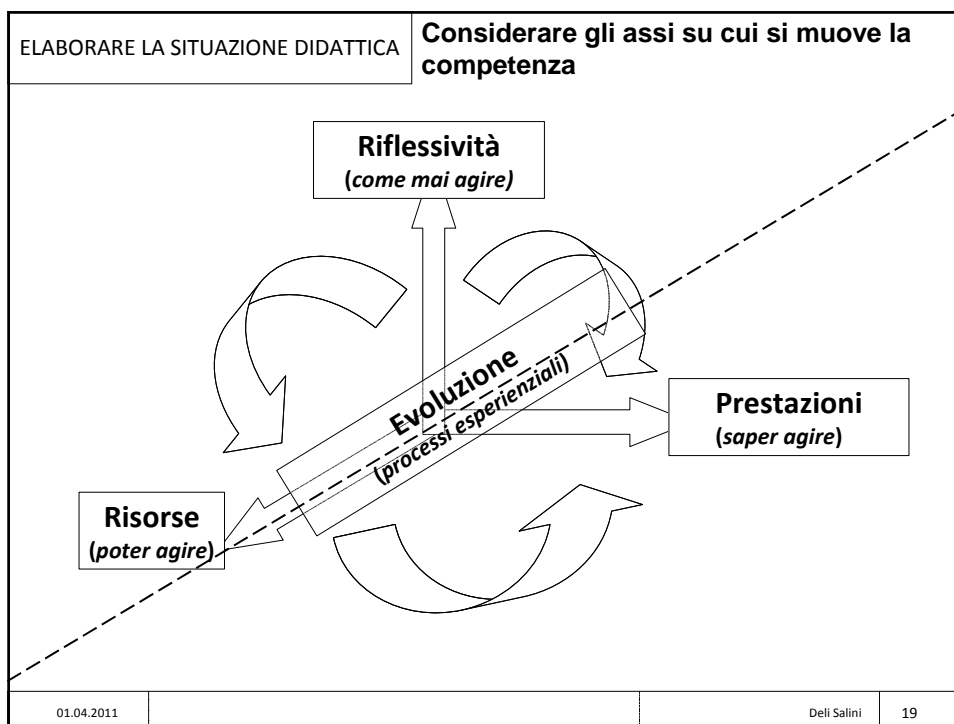 ELABORARE LA SITUAZIONE DIDATTICA
Considerare gli assi su cui si muove la
competenza
Riflessività
(come mai agire)
Evoluzione
(processi esperienziali)
Prestazioni
(saper agire)
Risorse
(poter agire)
01.04.2011
Deli Salini
19